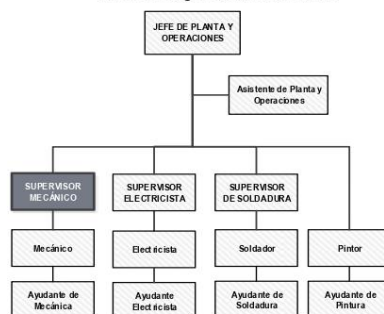 JEFE DE PLANTA Y
OPERACIONES
Asistente de Planta y
Operaciones
SUPERVISOR
MECÁNICO
SUPERVISOR
ELECTRICISTA
SUPERVISOR
DE SOLDADURA
Mecánico
Electricista
Soldador
Pintor
Ayudante de
Mecánica
Ayudante
Electricista
Ayudante de
Soldadura
Ayudante de
Pintura